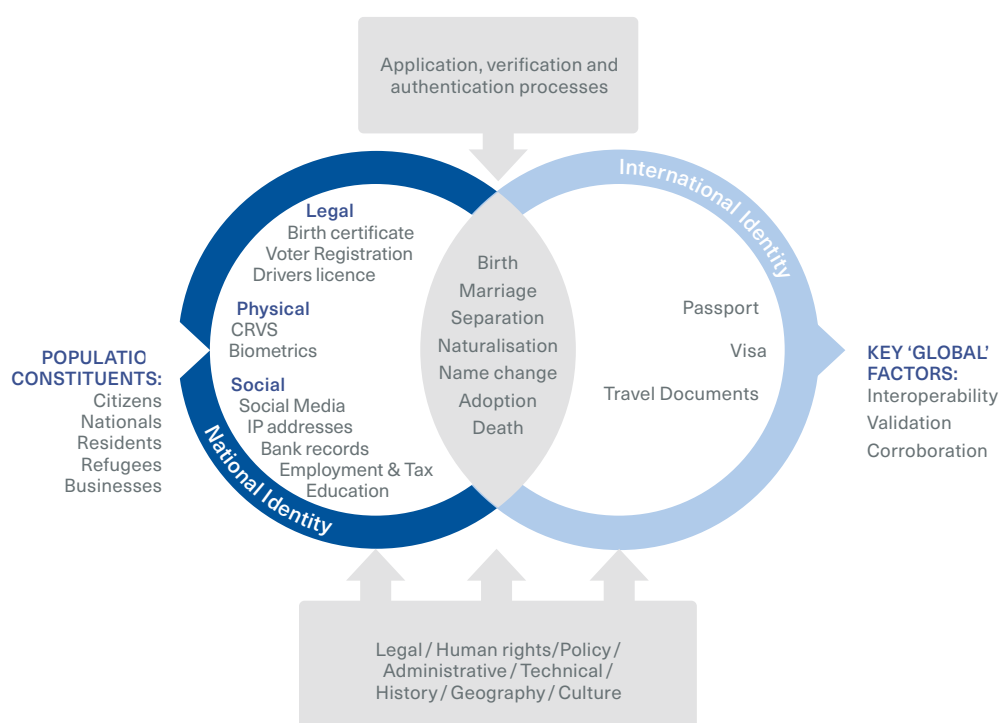 Application, verification and
authentication processes
International Identity
Legal
Birth certificate
Voter Registration
Drivers licence
Physical
CRVS
Biometrics
Social
Social Media
IP addresses
Bank records
Employment & Tax
Education
National Identity
Birth
Marriage
Separation
Naturalisation
Name change
Adoption
Death
Passport
Visa
Travel Documents
POPULATIO
CONSTITUENTS:
Citizens
Nationals
Residents
Refugees
Businesses
KEY ‘GLOBAL’
FACTORS:
Interoperability
Validation
Corroboration
Legal / Human rights/Policy /
Administrative / Technical /
History / Geography / Culture